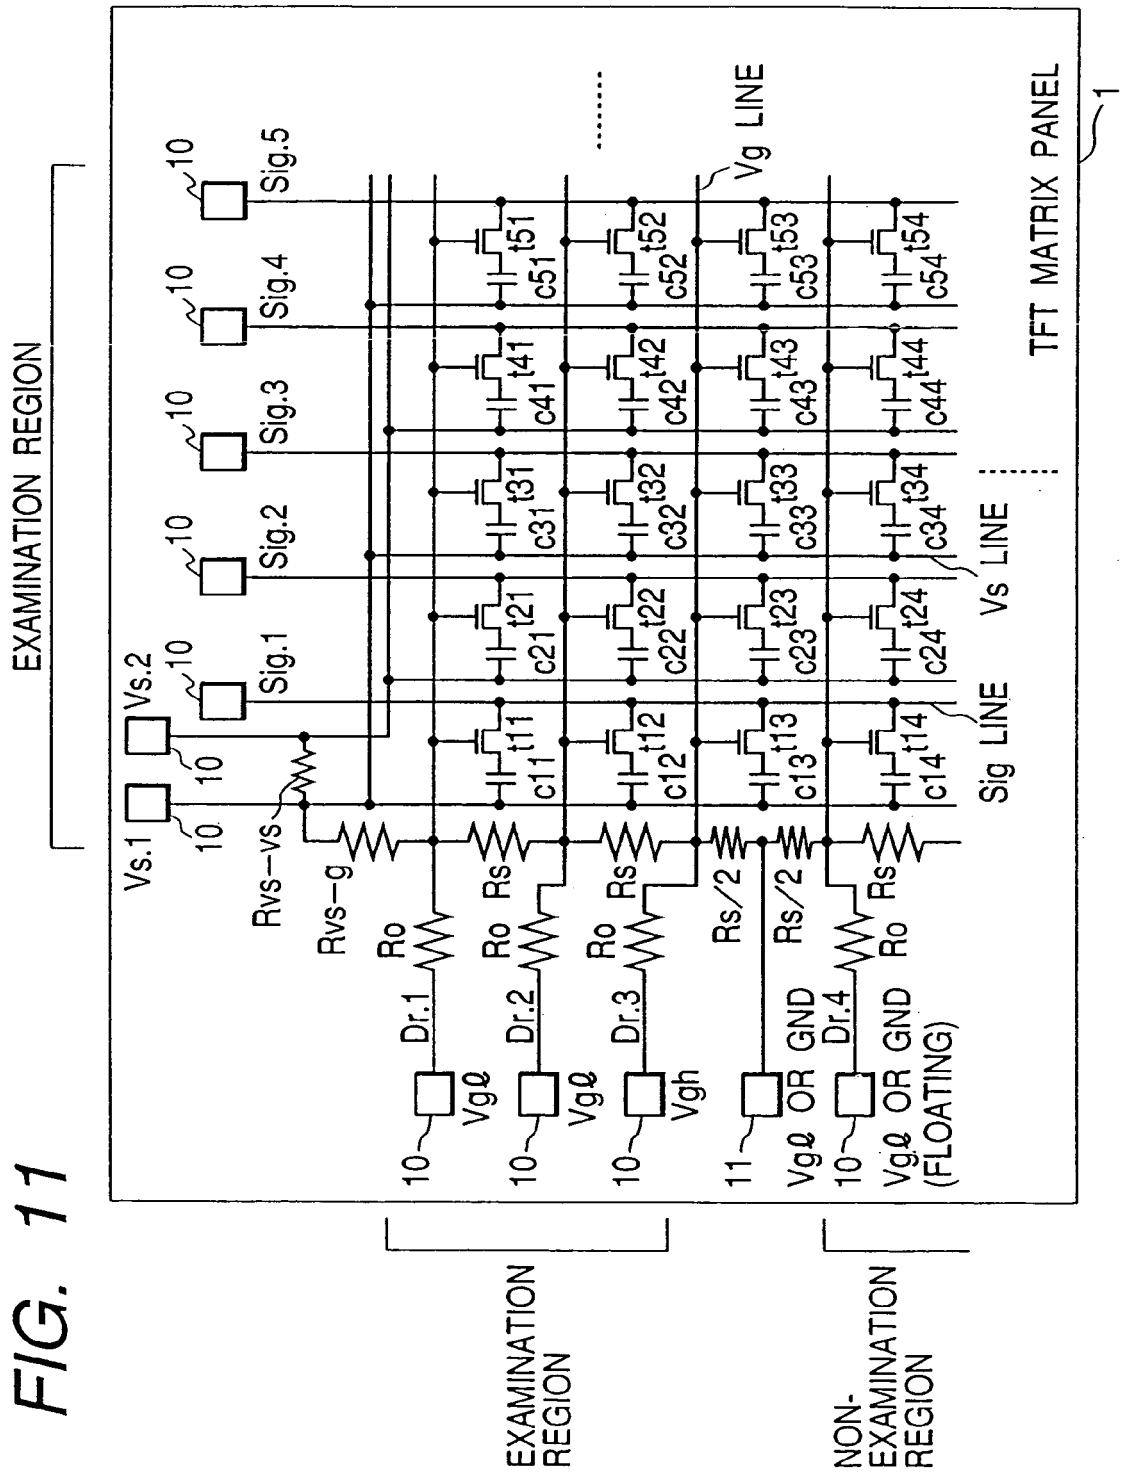 FIG. 11
EXAMINATION REGION
Vs.1
Vs.2
10
10
10
10
10
10
10
Sig.1
Sig.2
Sig.3
Sig.4
Sig.5
Rvs-vs
Rvs-g
EXAMINATION
REGION
10
Vgℓ
Dr.1
Ro
Rs
c11
t11
c21
t21
c31
t31
c41
t41
c51
t51
10
Vgℓ
Dr.2
Ro
Rs
c12
t12
c22
t22
c32
t32
c42
t42
c52
t52
10
Vgh
Dr.3
Ro
Vg LINE
Rs/2
c13
t13
c23
t23
c33
t33
c43
t43
c53
t53
11
Vgℓ OR GND
Rs/2
NON-
EXAMINATION
REGION
10
Vgℓ OR GND
(FLOATING)
Dr.4
Ro
Rs
c14
t14
c24
t24
c34
t34
c44
t44
c54
t54
Sig LINE
Vs LINE
TFT MATRIX PANEL
1